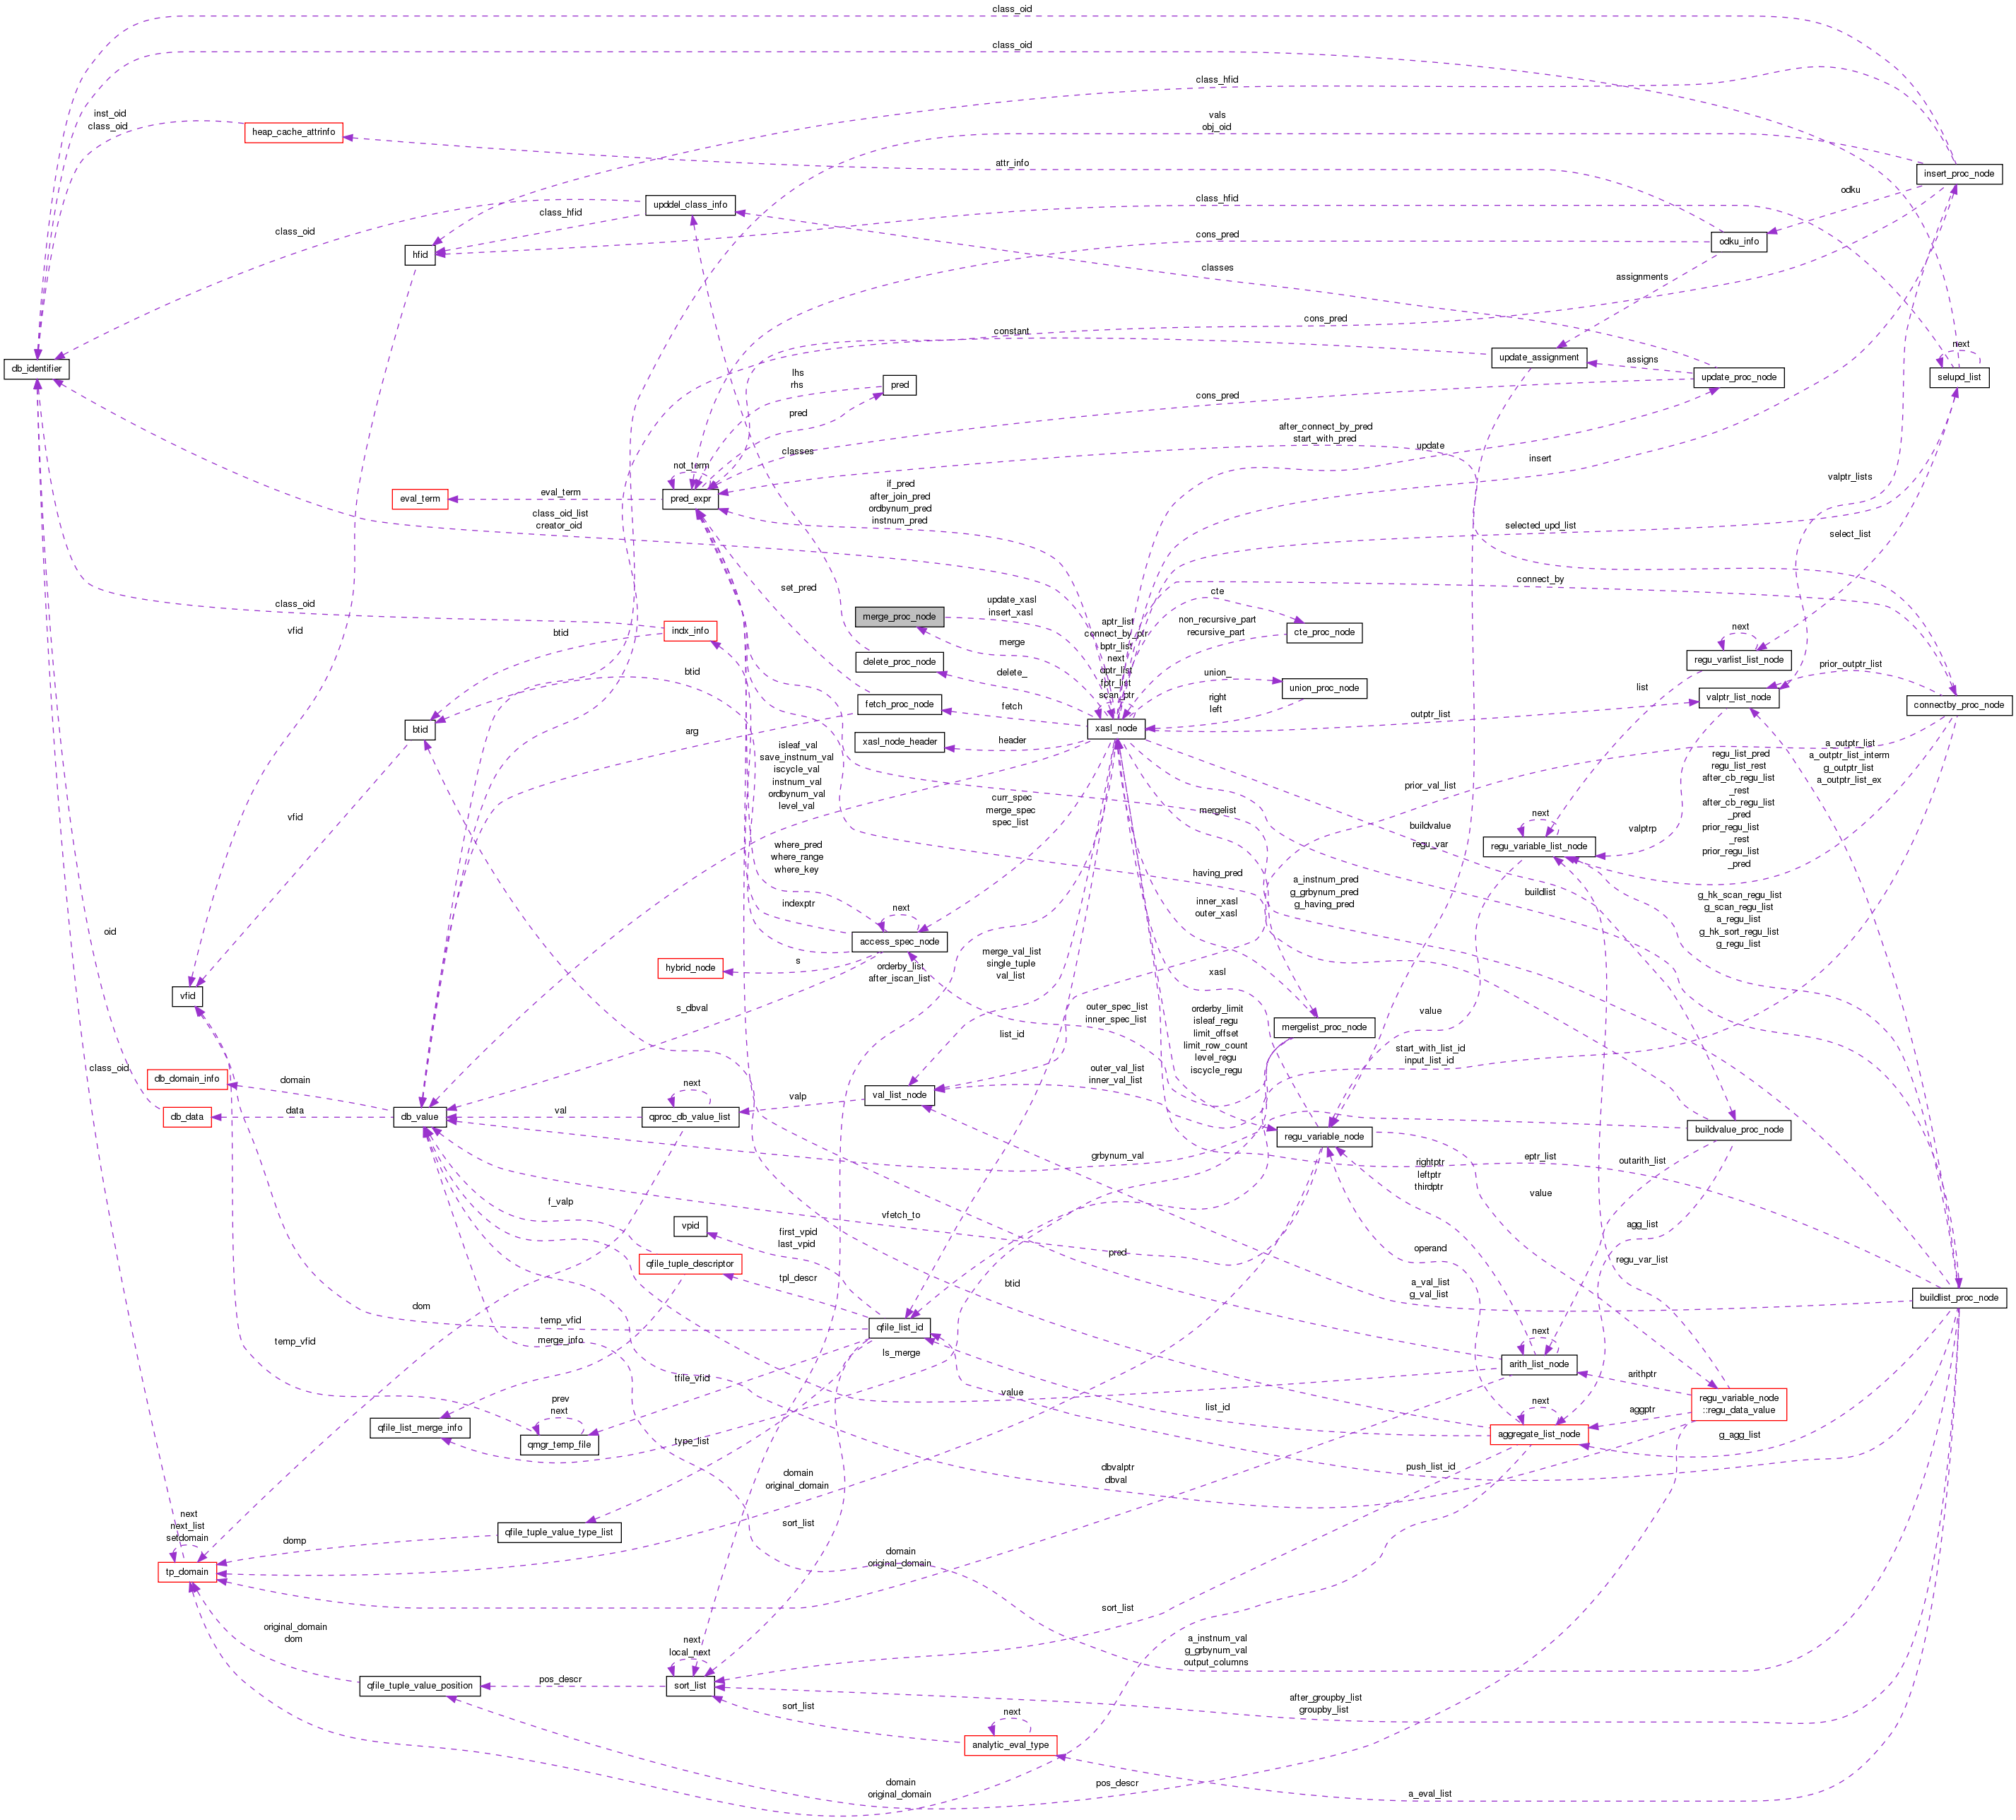 class_oid
class_oid
class_hfid
inst_oid
class_oid
heap_cache_attrinfo
vals
obj_oid
attr_info
insert_proc_node
odku
upddel_class_info
class_hfid
class_hfid
class_oid
hfid
cons_pred
odku_info
classes
assignments
cons_pred
constant
db_identifier
update_assignment
assigns
update_proc_node
next
selupd_list
lhs
rhs
pred
pred
cons_pred
classes
after_connect_by_pred
start_with_pred
update
insert
not_term
eval_term
eval_term
pred_expr
if_pred
after_join_pred
ordbynum_pred
instnum_pred
class_oid_list
creator_oid
valptr_lists
selected_upd_list
select_list
set_pred
connect_by
class_oid
vfid
btid
indx_info
merge_proc_node
update_xasl
insert_xasl
merge
aptr_list
connect_by_ptr
bptr_list
next
dptr_list
fptr_list
scan_ptr
cte
non_recursive_part
recursive_part
cte_proc_node
next
regu_varlist_list_node
delete_proc_node
delete_
union_
right
left
union_proc_node
list
prior_outptr_list
valptr_list_node
connectby_proc_node
btid
fetch_proc_node
fetch
xasl_node
outptr_list
btid
arg
xasl_node_header
header
isleaf_val
save_instnum_val
iscycle_val
instnum_val
ordbynum_val
level_val
a_outptr_list
a_outptr_list_interm
g_outptr_list
a_outptr_list_ex
regu_list_pred
regu_list_rest
after_cb_regu_list
_rest
after_cb_regu_list
_pred
prior_regu_list
_rest
prior_regu_list
_pred
prior_val_list
curr_spec
merge_spec
spec_list
mergelist
vfid
next
valptrp
buildvalue
regu_var
regu_variable_list_node
where_pred
where_range
where_key
having_pred
a_instnum_pred
g_grbynum_pred
g_having_pred
buildlist
g_hk_scan_regu_list
g_scan_regu_list
a_regu_list
g_hk_sort_regu_list
g_regu_list
indexptr
next
inner_xasl
outer_xasl
oid
access_spec_node
s
hybrid_node
orderby_list
after_iscan_list
merge_val_list
single_tuple
val_list
xasl
vfid
s_dbval
outer_spec_list
inner_spec_list
orderby_limit
isleaf_regu
limit_offset
limit_row_count
level_regu
iscycle_regu
value
list_id
mergelist_proc_node
start_with_list_id
input_list_id
class_oid
db_domain_info
domain
next
outer_val_list
inner_val_list
val_list_node
valp
db_data
data
db_value
val
qproc_db_value_list
regu_variable_node
buildvalue_proc_node
grbynum_val
rightptr
leftptr
thirdptr
eptr_list
outarith_list
value
f_valp
vfetch_to
vpid
first_vpid
last_vpid
agg_list
operand
pred
regu_var_list
qfile_tuple_descriptor
tpl_descr
btid
a_val_list
g_val_list
buildlist_proc_node
dom
temp_vfid
qfile_list_id
temp_vfid
merge_info
ls_merge
next
arith_list_node
tfile_vfid
arithptr
value
regu_variable_node
::regu_data_value
prev
next
list_id
next
aggptr
qfile_list_merge_info
qmgr_temp_file
aggregate_list_node
g_agg_list
type_list
domain
original_domain
dbvalptr
dbval
push_list_id
next
next_list
setdomain
domp
qfile_tuple_value_type_list
sort_list
domain
original_domain
tp_domain
sort_list
original_domain
dom
next
local_next
a_instnum_val
g_grbynum_val
output_columns
qfile_tuple_value_position
pos_descr
sort_list
sort_list
next
after_groupby_list
groupby_list
analytic_eval_type
domain
original_domain
pos_descr
a_eval_list